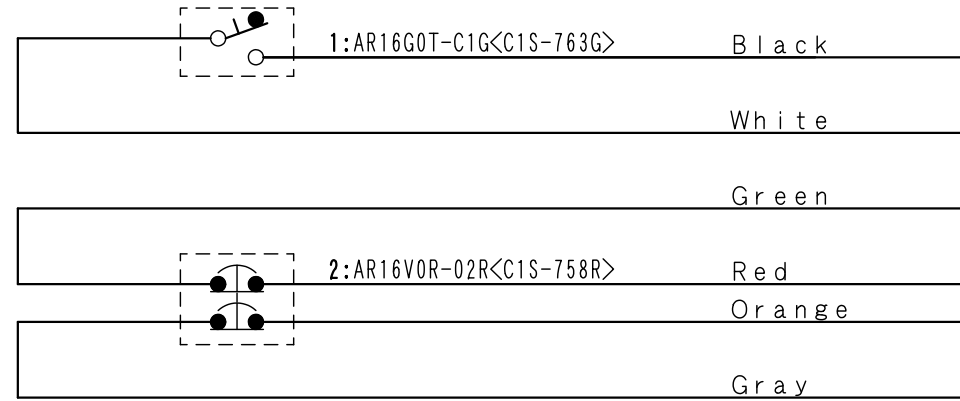 1:AR16G0T-C1G<C1S-763G>
Black
White
Green
2:AR16V0R-02R<C1S-758R>
Red
Orange
Gray